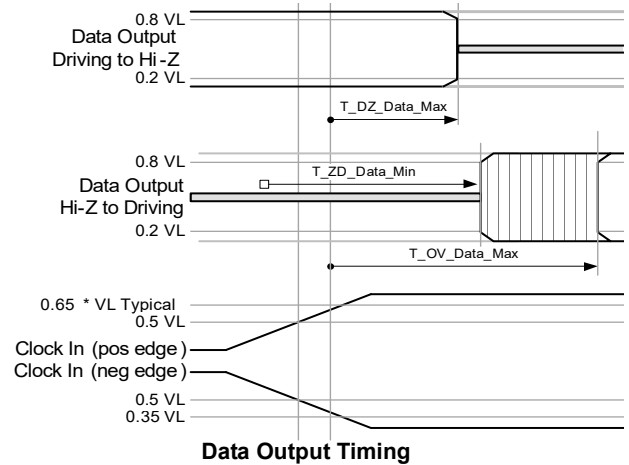 0.8 VL
Data Output
Driving to Hi-Z
0.2 VL
T_DZ_Data_Max
0.8 VL
T_ZD_Data_Min
Data Output
Hi-Z to Driving
0.2 VL
T_OV_Data_Max
0.65 * VL Typical
0.5 VL
Clock In (pos edge)
Clock In (neg edge)
0.5 VL
0.35 VL
Data Output Timing